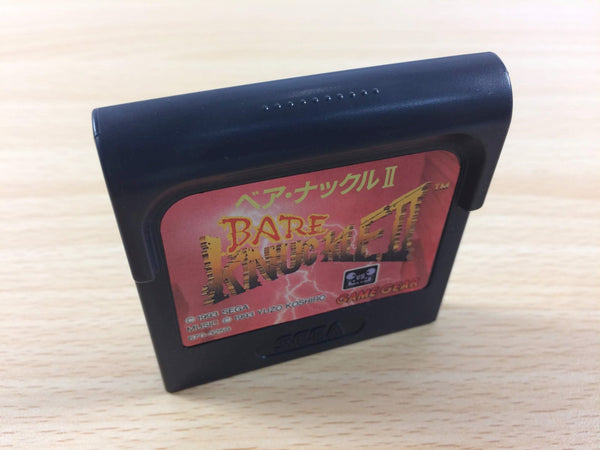 ベア・ナックルⅡ
BARE
KNUCKLE II
TM
VS
GAME GEAR
© 1993 SEGA
MUSIC © 1993 YUZO KOSHIRO
SEGA